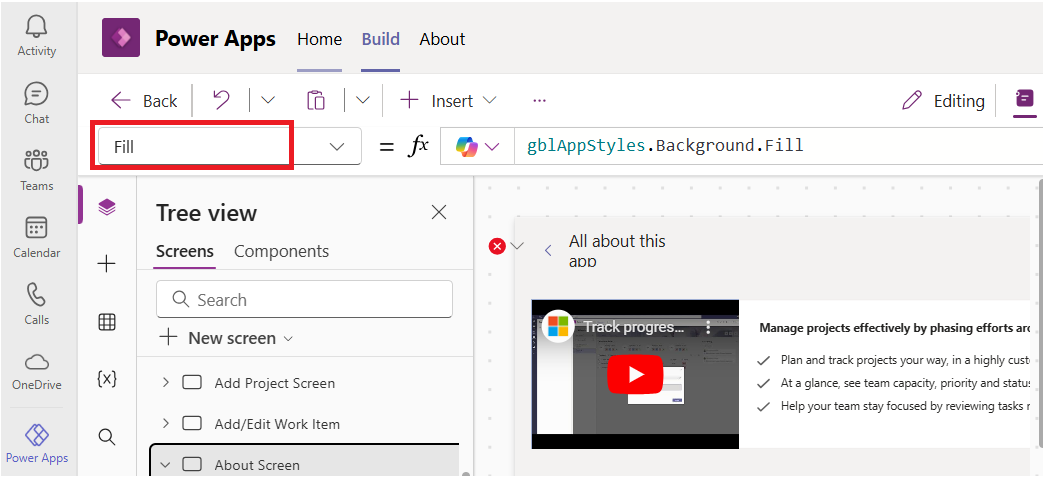 Activity
Chat
Teams
Calendar
Calls
OneDrive
Power Apps
Power Apps Home Build About
Back Insert ... Editing
Fill = fx gblAppStyles.Background.Fill
Tree view
Screens Components
Search
New screen
Add Project Screen
Add/Edit Work Item
About Screen
{x}
All about this
app
Track progres...
Manage projects effectively by phasing efforts aro
Plan and track projects your way, in a highly custo
At a glance, see team capacity, priority and status
Help your team stay focused by reviewing tasks r